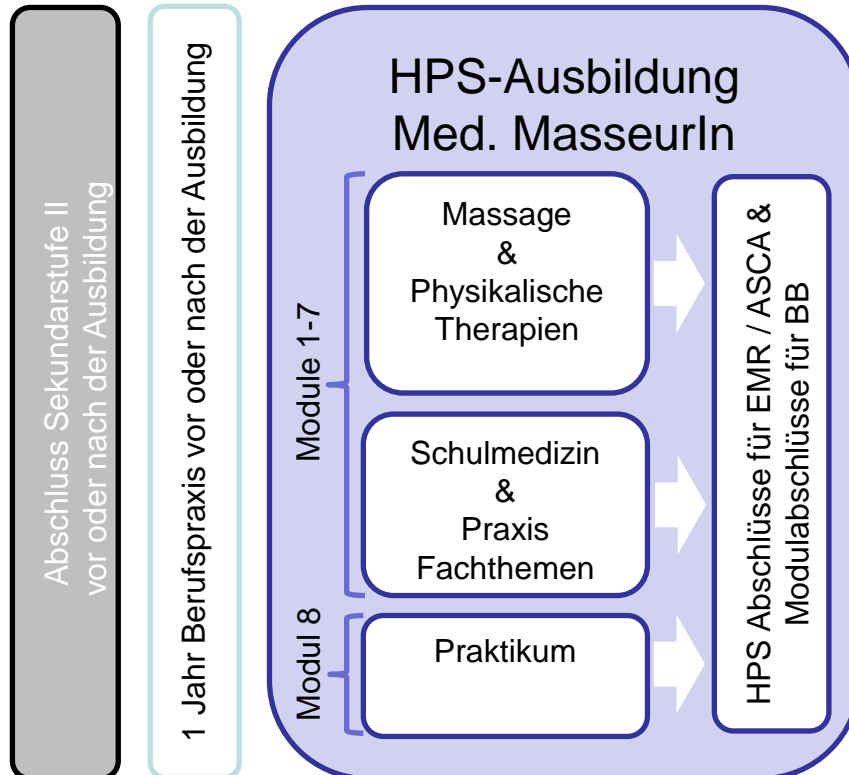 Abschluss Sekundarstufe II
vor oder nach der Ausbildung
1 Jahr Berufspraxis vor oder nach der Ausbildung
HPS-Ausbildung
Med. MasseurIn
Module 1-7
Massage
&
Physikalische
Therapien
Schulmedizin
&
Praxis
Fachthemen
Modul 8
Praktikum
HPS Abschlüsse für EMR / ASCA &
Modulabschlüsse für BB